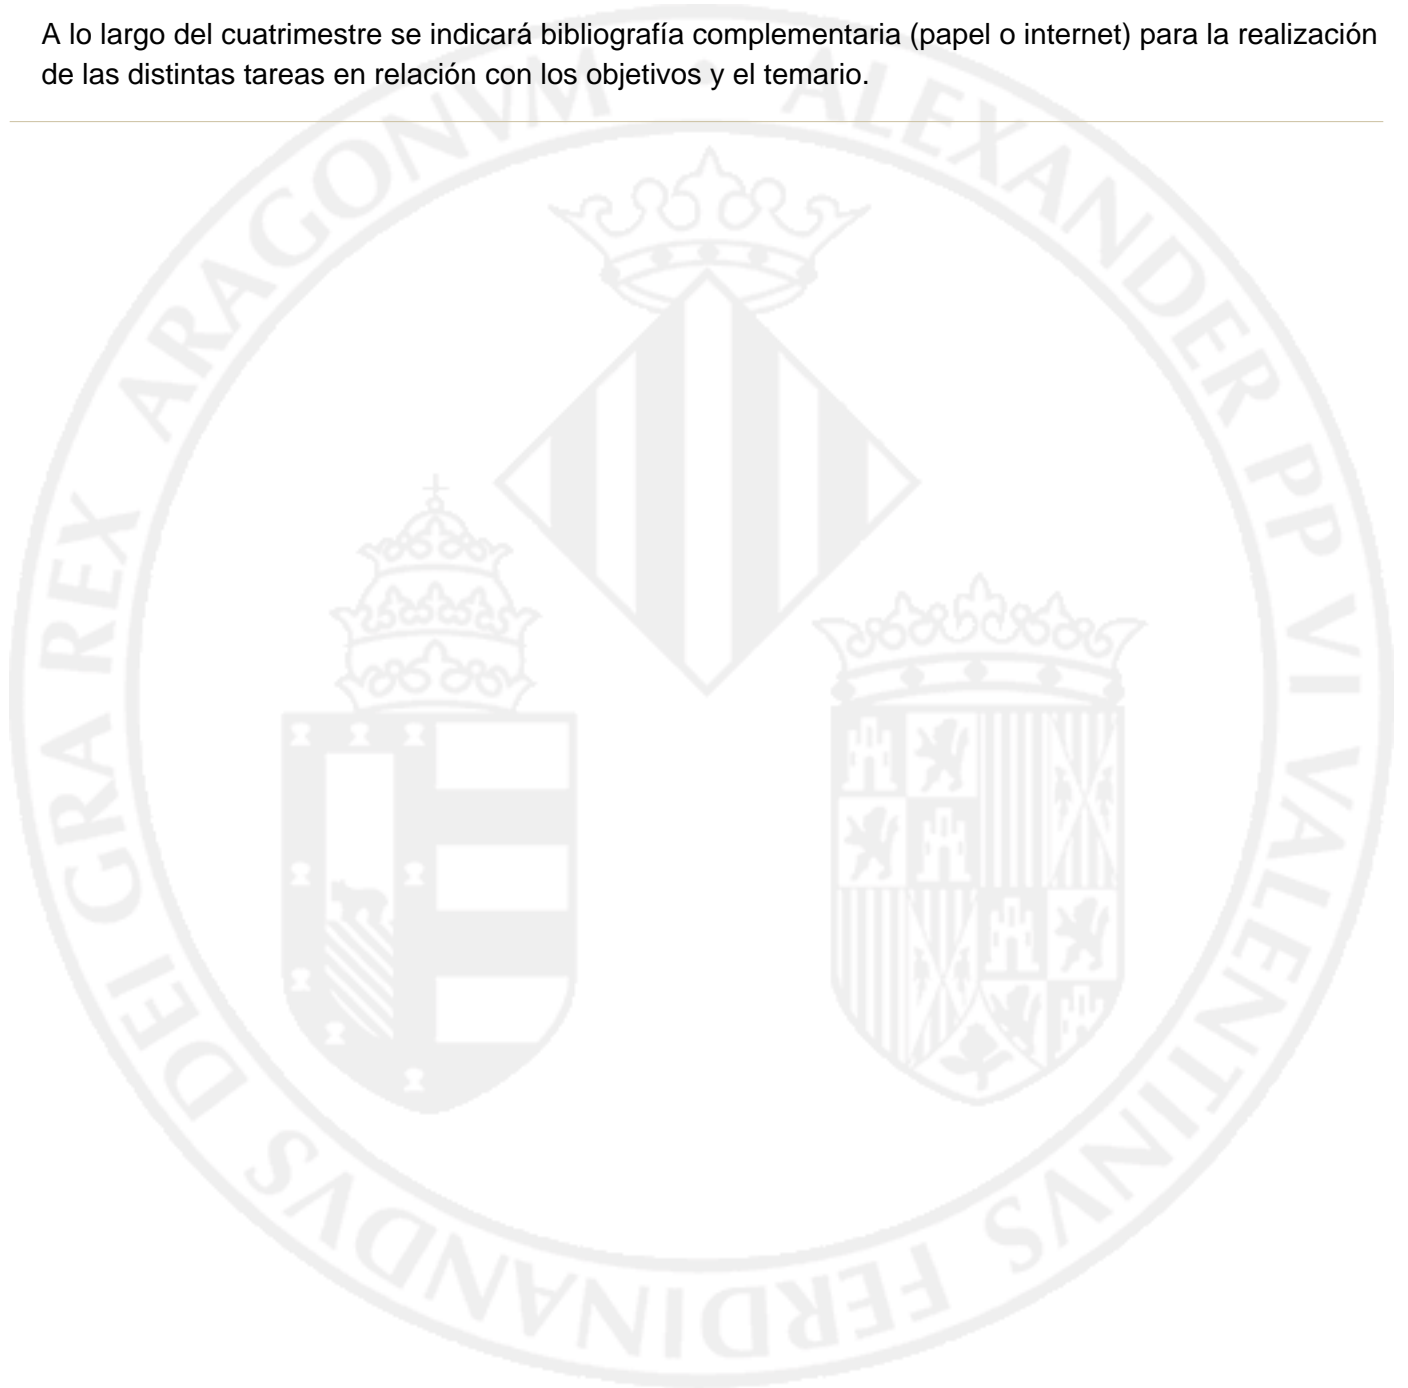 A lo largo del cuatrimestre se indicará bibliografía complementaria (papel o internet) para la realización
de las distintas tareas en relación con los objetivos y el temario.
ALEXANDER PP VI VALENTINVS FERDINANDVS DEI GRA REX ARAGONVM